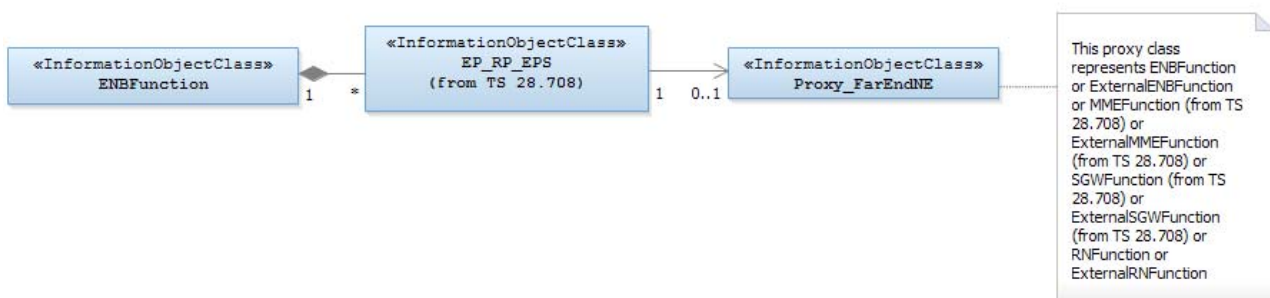 «InformationObjectClass»
ENBFunction
1
*
«InformationObjectClass»
EP_RP_EPS
(from TS 28.708)
1
0..1
«InformationObjectClass»
Proxy_FarEndNE
This proxy class
represents ENBFunction
or ExternalENBFunction
or MMEFunction (from TS
28.708) or
ExternalMMEFunction
(from TS 28.708) or
SGWFunction (from TS
28.708) or
ExternalSGWFunction
(from TS 28.708) or
RNFunction or
ExternalRNFunction